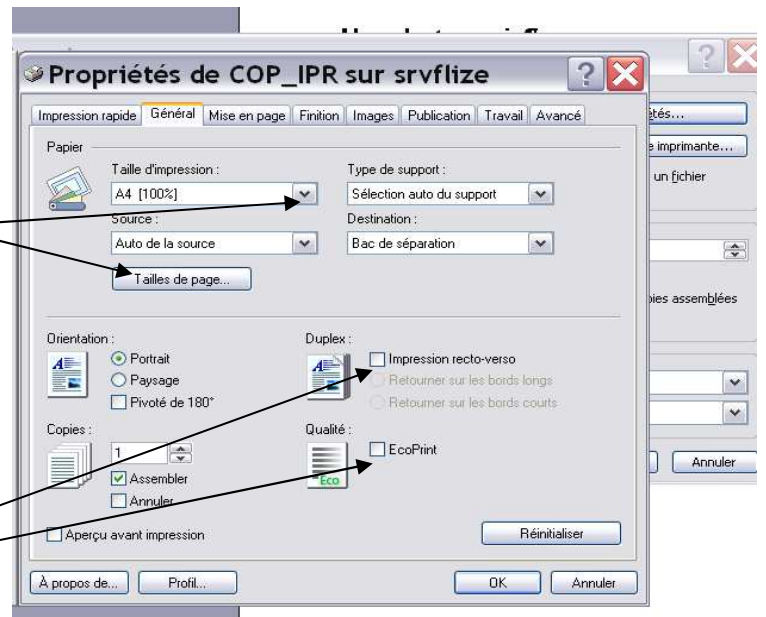 Propriétés de COP_IPR sur srvflize
Impression rapide Général Mise en page Finition Images Publication Travail Avancé
Papier
Taille d'impression : Type de support :
A4 [100%] Sélection auto du support
Source : Destination :
Auto de la source Bac de séparation
Tailles de page...
Orientation : Duplex :
Portrait Impression recto-verso
Paysage Retourner sur les bords longs
Pivoté de 180° Retourner sur les bords courts
Copies : Qualité :
1 EcoPrint
Eco
Assembler
Annuler
Aperçu avant impression Réinitialiser
À propos de... Profil... OK Annuler
étés...
e imprimante...
un fichier
pies assemblées
Annuler